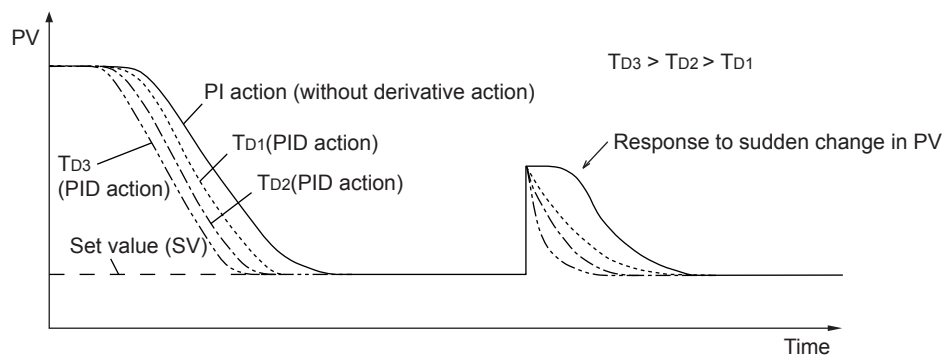 PV
TD3 > TD2 > TD1
PI action (without derivative action)
Response to sudden change in PV
TD1(PID action)
TD3
(PID action)
TD2(PID action)
Set value (SV)
Time